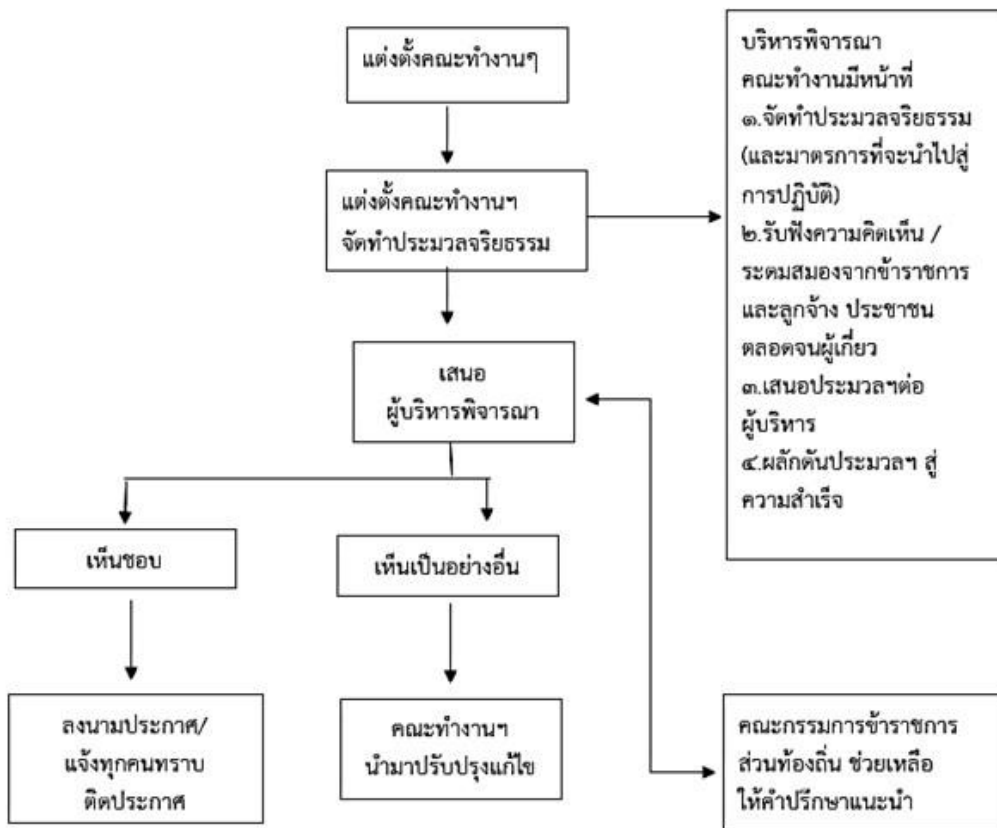 แต่งตั้งคณะทำงานๆ
แต่งตั้งคณะทำงานฯ
จัดทำประมวลจริยธรรม
บริหารพิจารณา
คณะทำงานมีหน้าที่
๑.จัดทำประมวลจริยธรรม
(และมาตรการที่จะนำไปสู่
การปฏิบัติ)
๒.รับฟังความคิดเห็น /
ระดมสมองจากข้าราชการ
และลูกจ้าง ประชาชน
ตลอดจนผู้เกี่ยว
๓.เสนอประมวลฯต่อ
ผู้บริหาร
๔.ผลักดันประมวลฯ สู่
ความสำเร็จ
เสนอ
ผู้บริหารพิจารณา
เห็นชอบ
เห็นเป็นอย่างอื่น
ลงนามประกาศ/
แจ้งทุกคนทราบ
ติดประกาศ
คณะทำงานฯ
นำมาปรับปรุงแก้ไข
คณะกรรมการข้าราชการ
ส่วนท้องถิ่น ช่วยเหลือ
ให้คำปรึกษาแนะนำ